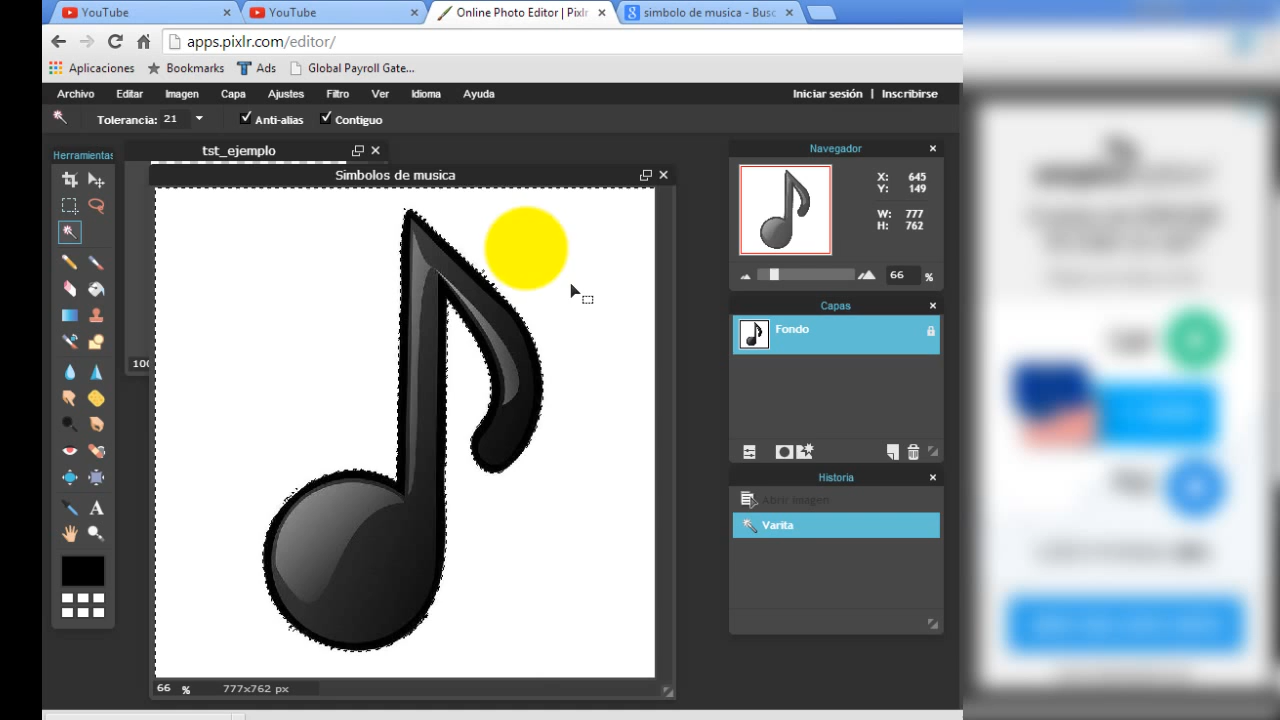 YouTube
YouTube
Online Photo Editor | Pixlr
simbolo de musica - Busc
apps.pixlr.com/editor/
Aplicaciones
Bookmarks
Ads
Global Payroll Gate...
Archivo
Editar
Imagen
Capa
Ajustes
Filtro
Ver
Idioma
Ayuda
Iniciar sesión | Inscribirse
Tolerancia: 21
Anti-alias
Contiguo
Herramientas
tst_ejemplo
Simbolos de musica
100
66 %
777x762 px
Navegador
X: 645
Y: 149
W: 777
H: 762
66 %
Capas
Fondo
Historia
Abrir imagen
Varita